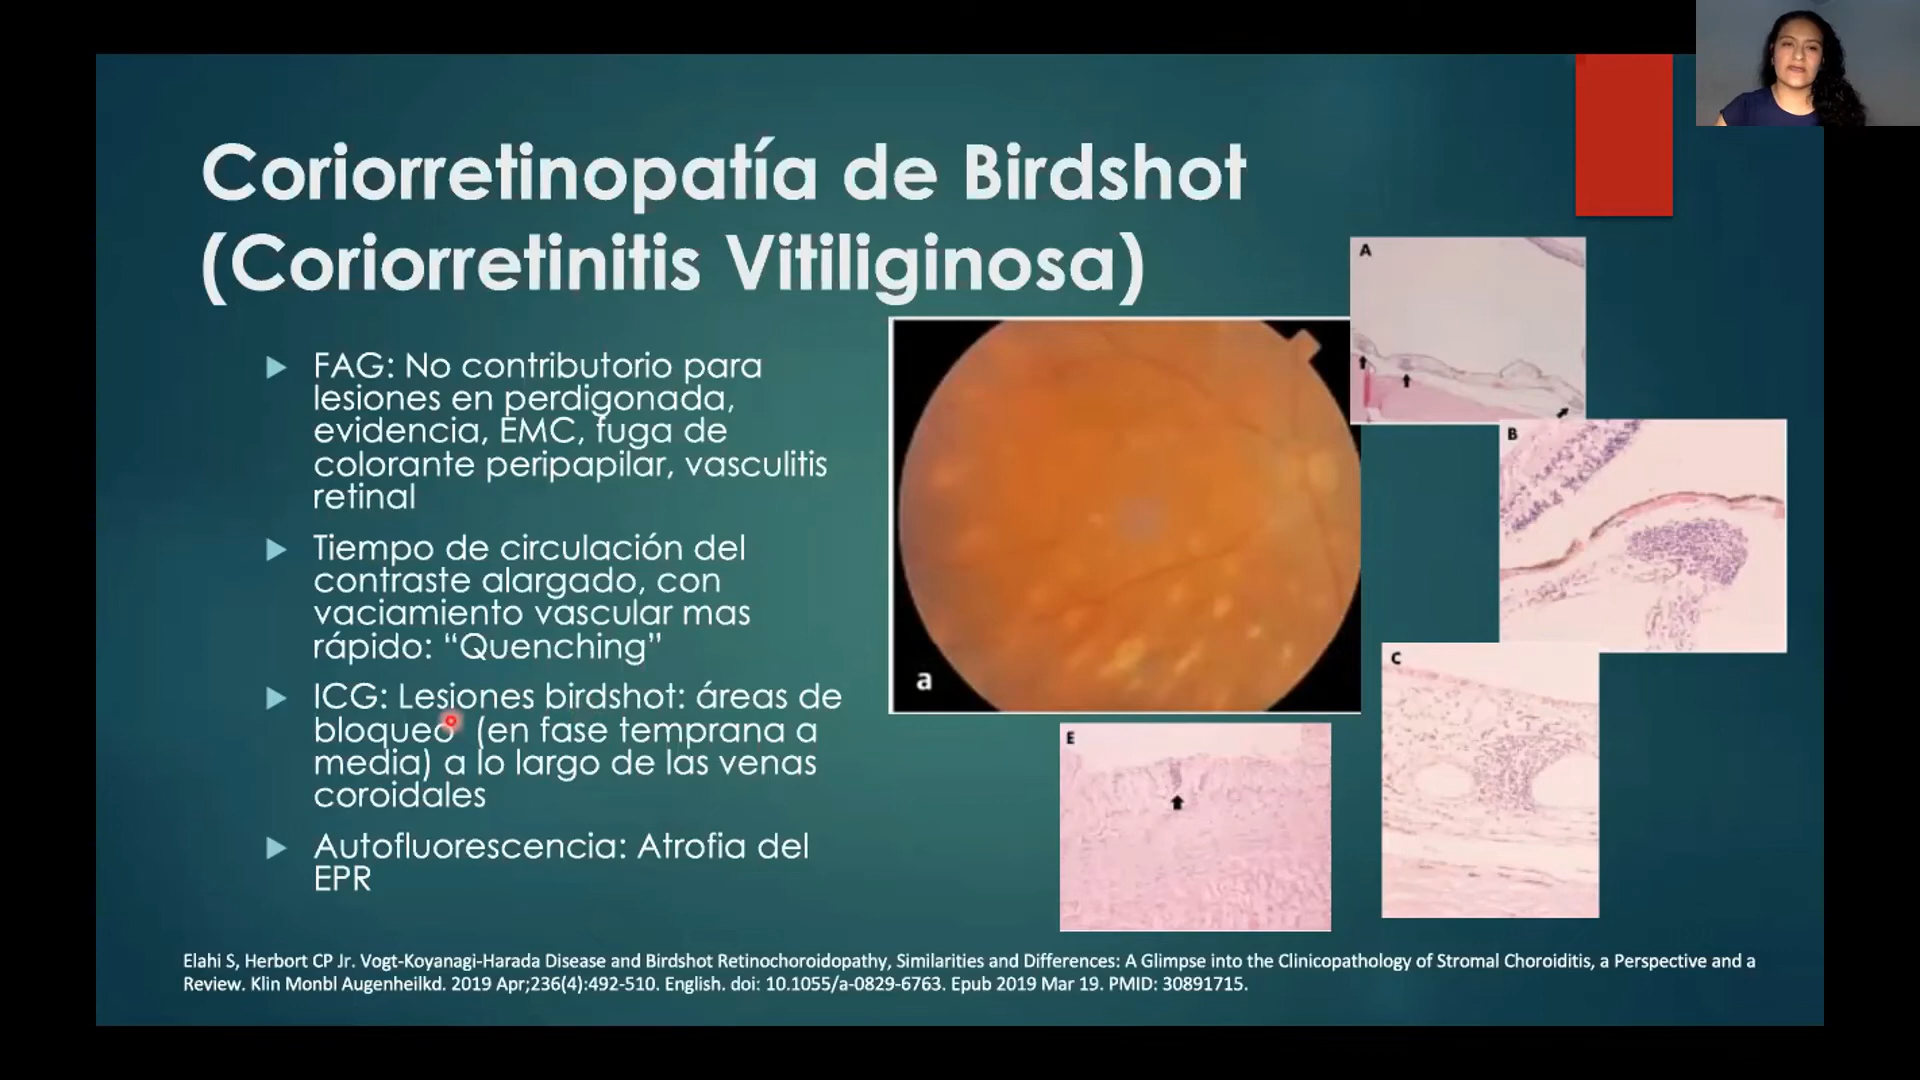 Coriorretinopatía de Birdshot
(Coriorretinitis Vitiliginosa)
FAG: No contributorio para
lesiones en perdigonada,
evidencia, EMC, fuga de
colorante peripapilar, vasculitis
retinal
Tiempo de circulación del
contraste alargado, con
vaciamiento vascular mas
rápido: “Quenching”
ICG: Lesiones birdshot: áreas de
bloqueo (en fase temprana a
media) a lo largo de las venas
coroidales
Autofluorescencia: Atrofia del
EPR
a
A
B
C
E
Elahi S, Herbort CP Jr. Vogt-Koyanagi-Harada Disease and Birdshot Retinochoroidopathy, Similarities and Differences: A Glimpse into the Clinicopathology of Stromal Choroiditis, a Perspective and a
Review. Klin Monbl Augenheilkd. 2019 Apr;236(4):492-510. English. doi: 10.1055/a-0829-6763. Epub 2019 Mar 19. PMID: 30891715.